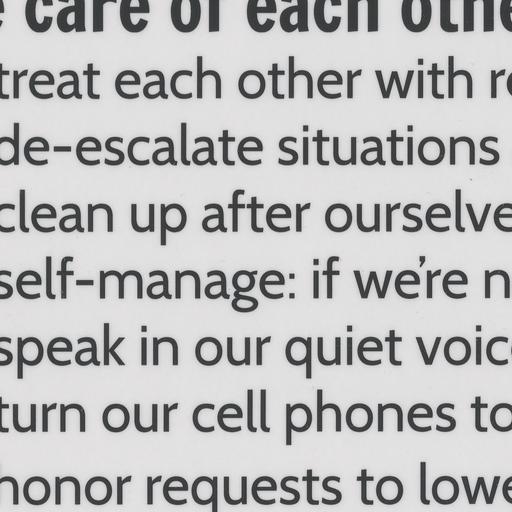 care of each othe
treat each other with re
de-escalate situations
clean up after ourselve
self-manage: if we're n
speak in our quiet voic
turn our cell phones to
honor requests to lowe